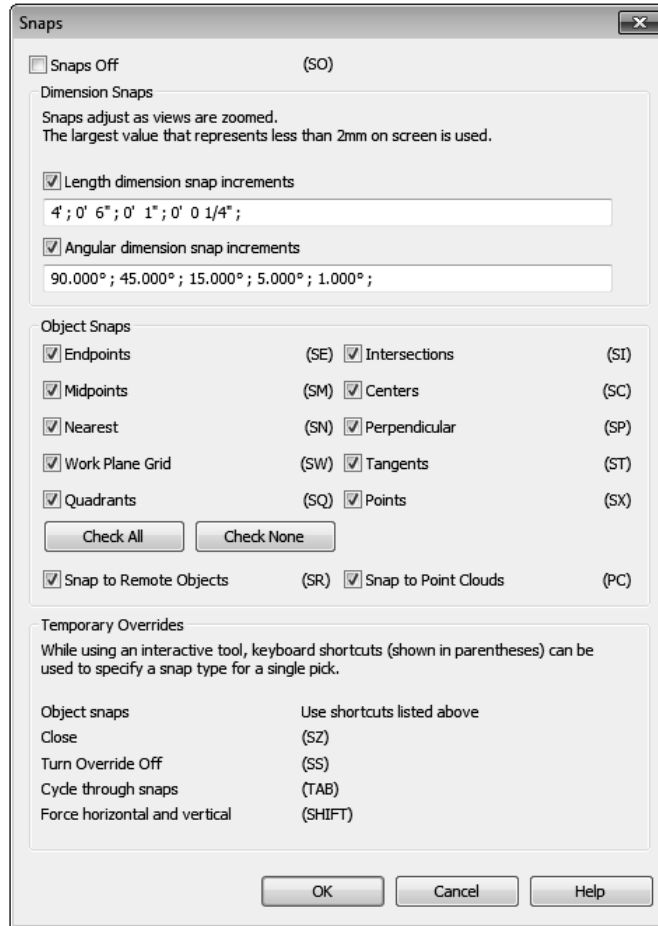 Snaps
Snaps Off (SO)
Dimension Snaps
Snaps adjust as views are zoomed.
The largest value that represents less than 2mm on screen is used.
Length dimension snap increments
4' ; 0' 6" ; 0' 1" ; 0' 0 1/4" ;
Angular dimension snap increments
90.000° ; 45.000° ; 15.000° ; 5.000° ; 1.000° ;
Object Snaps
Endpoints (SE) Intersections (SI)
Midpoints (SM) Centers (SC)
Nearest (SN) Perpendicular (SP)
Work Plane Grid (SW) Tangents (ST)
Quadrants (SQ) Points (SX)
Check All Check None
Snap to Remote Objects (SR) Snap to Point Clouds (PC)
Temporary Overrides
While using an interactive tool, keyboard shortcuts (shown in parentheses) can be
used to specify a snap type for a single pick.
Object snaps Use shortcuts listed above
Close (SZ)
Turn Override Off (SS)
Cycle through snaps (TAB)
Force horizontal and vertical (SHIFT)
OK Cancel Help